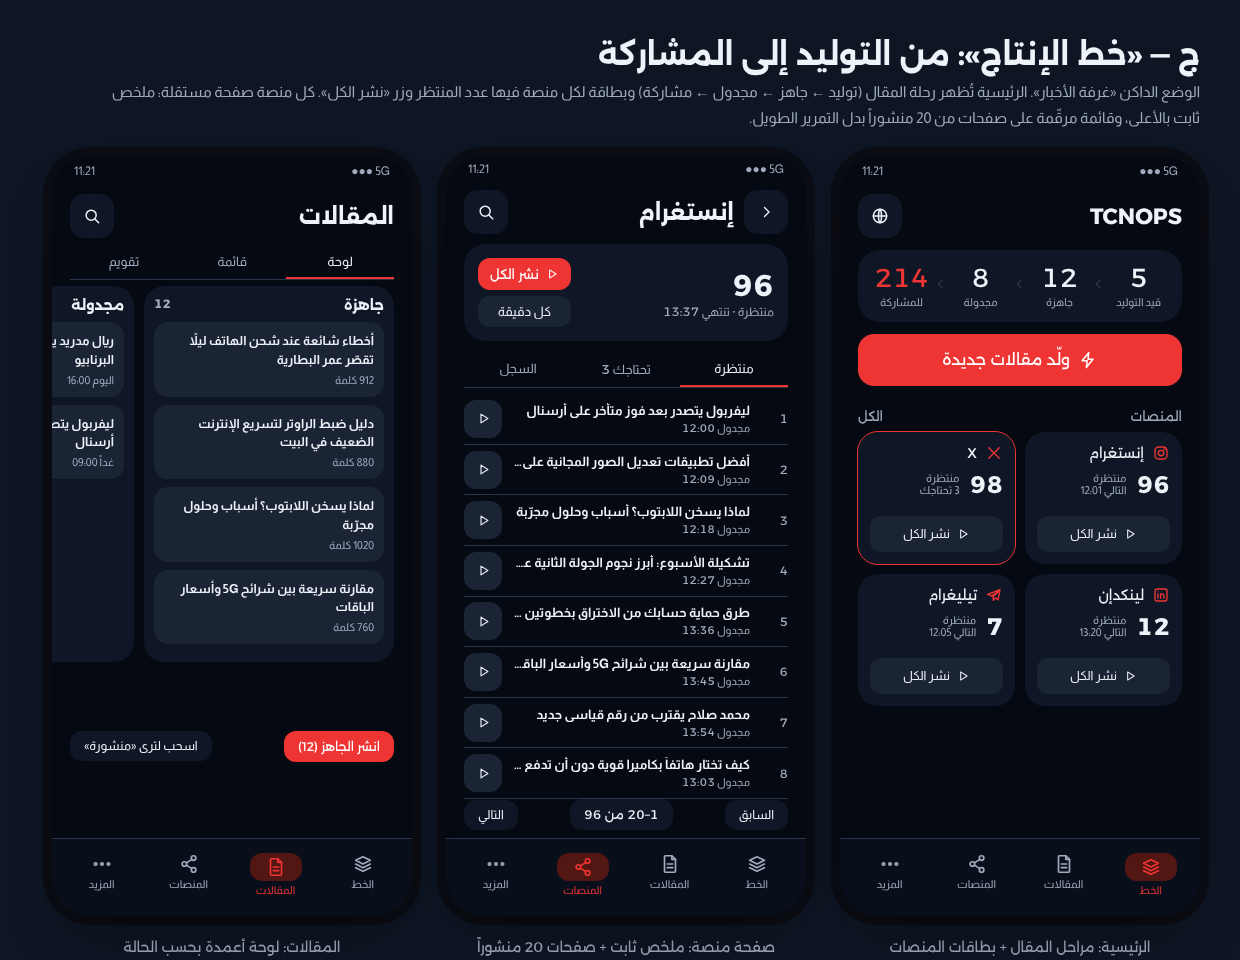 ج – «خط الإنتاج»: من التوليد إلى المشاركة
الوضع الداكن «غرفة الأخبار». الرئيسية تُظهر رحلة المقال (توليد ← جاهز ← مجدول ← مشاركة) وبطاقة لكل منصة فيها عدد المنتظر وزر «نشر الكل». كل منصة صفحة مستقلة: ملخص
ثابت بالأعلى، وقائمة مرقّمة على صفحات من 20 منشوراً بدل التمرير الطويل.
11:21
●●● 5G
TCNOPS
5
12
8
214
قيد التوليد
جاهزة
مجدولة
للمشاركة
ولّد مقالات جديدة
المنصات
الكل
إنستغرام
96
منتظرة
التالي 12:01
نشر الكل
X
98
منتظرة
3 تحتاجك
نشر الكل
لينكدإن
12
منتظرة
التالي 13:20
نشر الكل
تيليغرام
7
منتظرة
التالي 12:05
نشر الكل
الخط
المقالات
المنصات
المزيد
الرئيسية: مراحل المقال + بطاقات المنصات
11:21
●●● 5G
إنستغرام
96
منتظرة · تنتهي 13:37
نشر الكل
كل دقيقة
منتظرة
تحتاجك 3
السجل
1
ليفربول يتصدر بعد فوز متأخر على أرسنال
مجدول 12:00
2
أفضل تطبيقات تعديل الصور المجانية على...
مجدول 12:09
3
لماذا يسخن اللابتوب؟ أسباب وحلول مجرّبة
مجدول 12:18
4
تشكيلة الأسبوع: أبرز نجوم الجولة الثانية عـ...
مجدول 12:27
5
طرق حماية حسابك من الاختراق بخطوتين ...
مجدول 13:36
6
مقارنة سريعة بين شرائح 5G وأسعار الباقـ...
مجدول 13:45
7
محمد صلاح يقترب من رقم قياسي جديد
مجدول 13:54
8
كيف تختار هاتفاً بكاميرا قوية دون أن تدفع ...
مجدول 13:03
السابق
1–20 من 96
التالي
الخط
المقالات
المنصات
المزيد
صفحة منصة: ملخص ثابت + صفحات 20 منشوراً
11:21
●●● 5G
المقالات
لوحة
قائمة
تقويم
جاهزة
12
أخطاء شائعة عند شحن الهاتف ليلًا
تقصّر عمر البطارية
912 كلمة
دليل ضبط الراوتر لتسريع الإنترنت
الضعيف في البيت
880 كلمة
لماذا يسخن اللابتوب؟ أسباب وحلول
مجرّبة
1020 كلمة
مقارنة سريعة بين شرائح 5G وأسعار
الباقات
760 كلمة
مجدولة
ريال مدريد
البرنابيو
اليوم 16:00
ليفربول
أرسنال
غداً 09:00
انشر الجاهز (12)
اسحب لترى «منشورة»
الخط
المقالات
المنصات
المزيد
المقالات: لوحة أعمدة بحسب الحالة